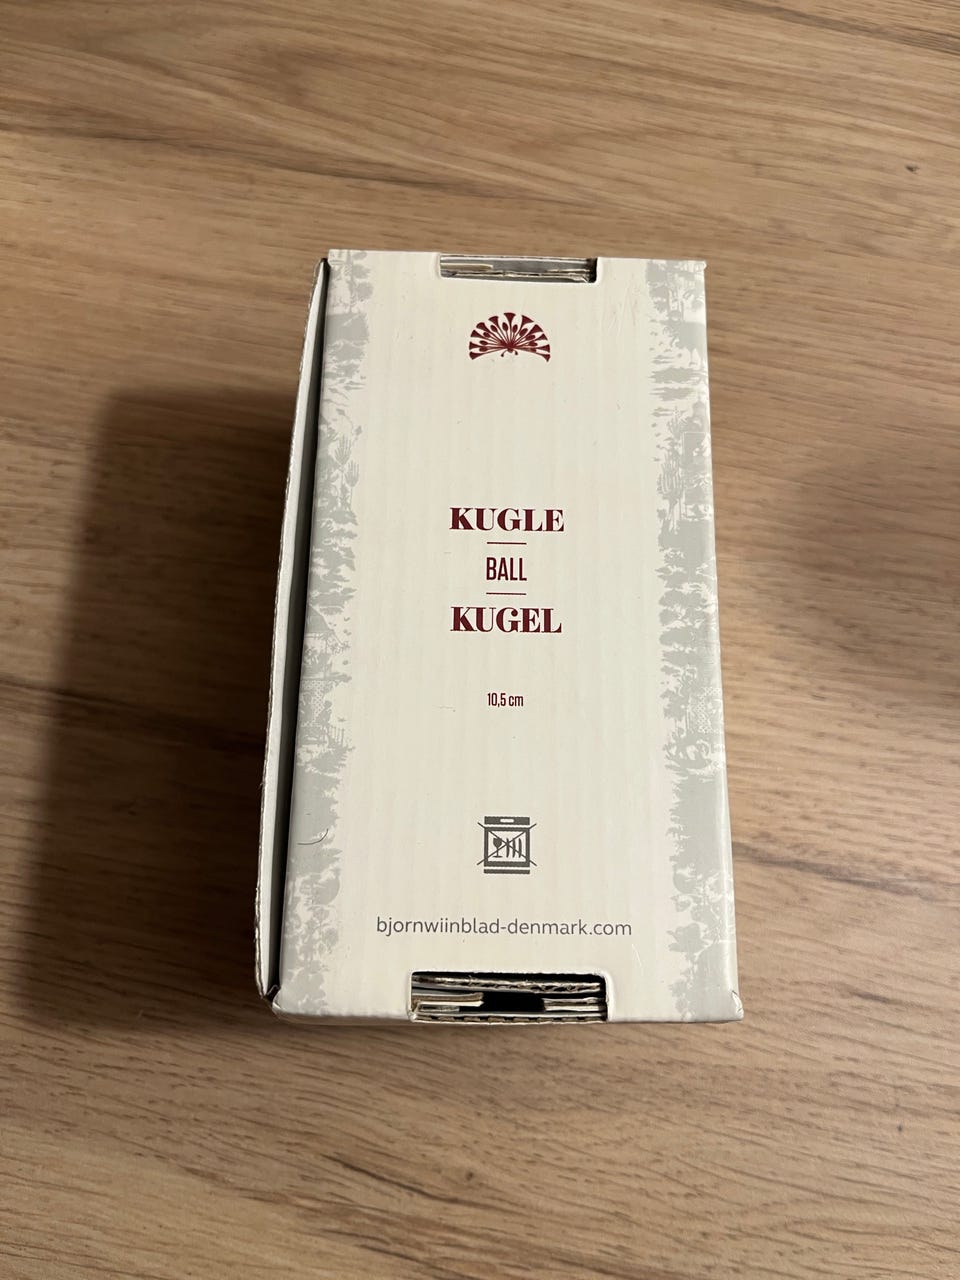 KUGLE
BALL
KUGEL
10,5 cm
bjornwiinblad-denmark.com